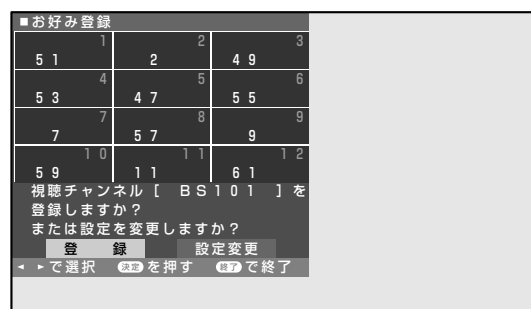 ■お好み登録
1 2 3
51 2 49
4 5 6
53 47 55
7 8 9
7 57 9
10 11 12
59 11 61
視聴チャンネル［ BS101 ］を
登録しますか？
または設定を変更しますか？
登 録 設定変更
◂ ▸で選択 決定を押す 終了で終了